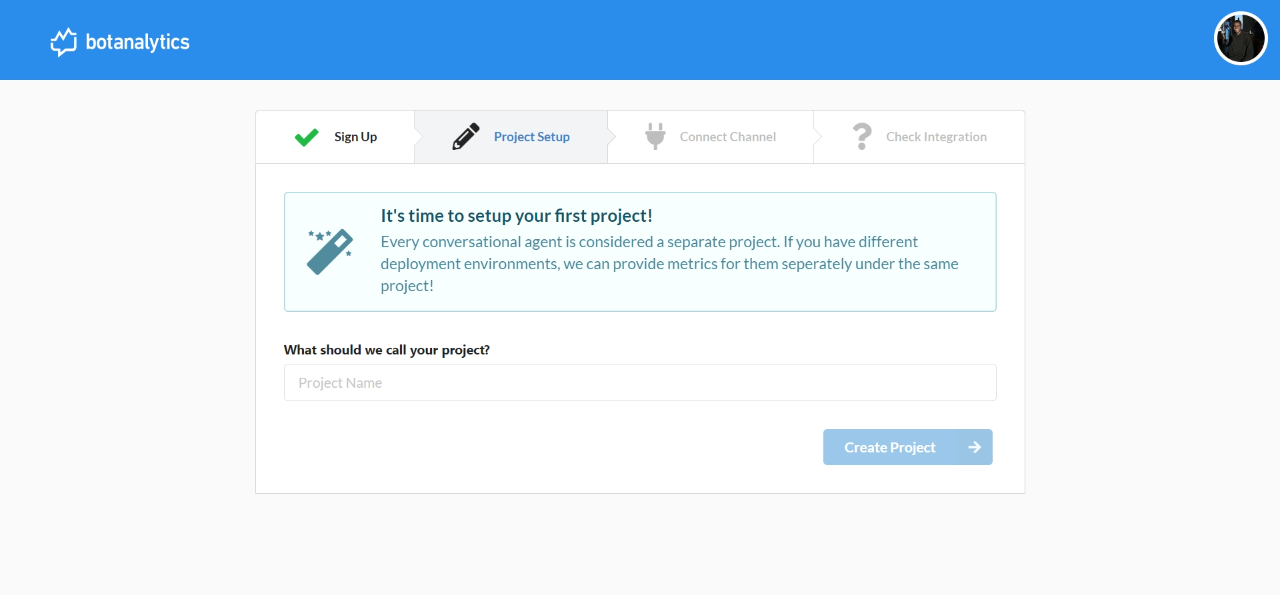 botanalytics
Sign Up
Project Setup
Connect Channel
Check Integration
It's time to setup your first project!
Every conversational agent is considered a separate project. If you have different
deployment environments, we can provide metrics for them seperately under the same
project!
What should we call your project?
Project Name
Create Project